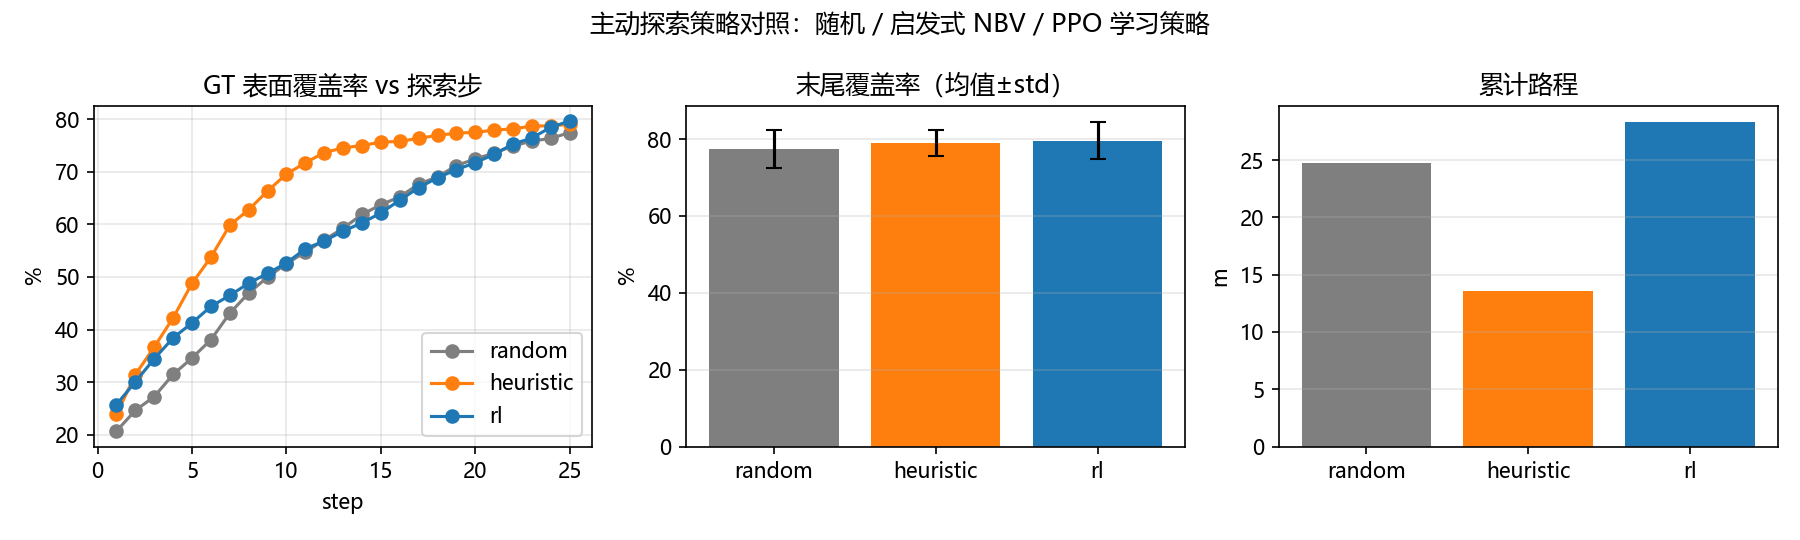 主动探索策略对照：随机 / 启发式 NBV / PPO 学习策略
GT 表面覆盖率 vs 探索步
%
80
70
60
50
40
30
20
0
5
10
15
20
25
step
random
heuristic
rl
末尾覆盖率（均值±std）
%
80
60
40
20
0
random
heuristic
rl
累计路程
m
25
20
15
10
5
0
random
heuristic
rl